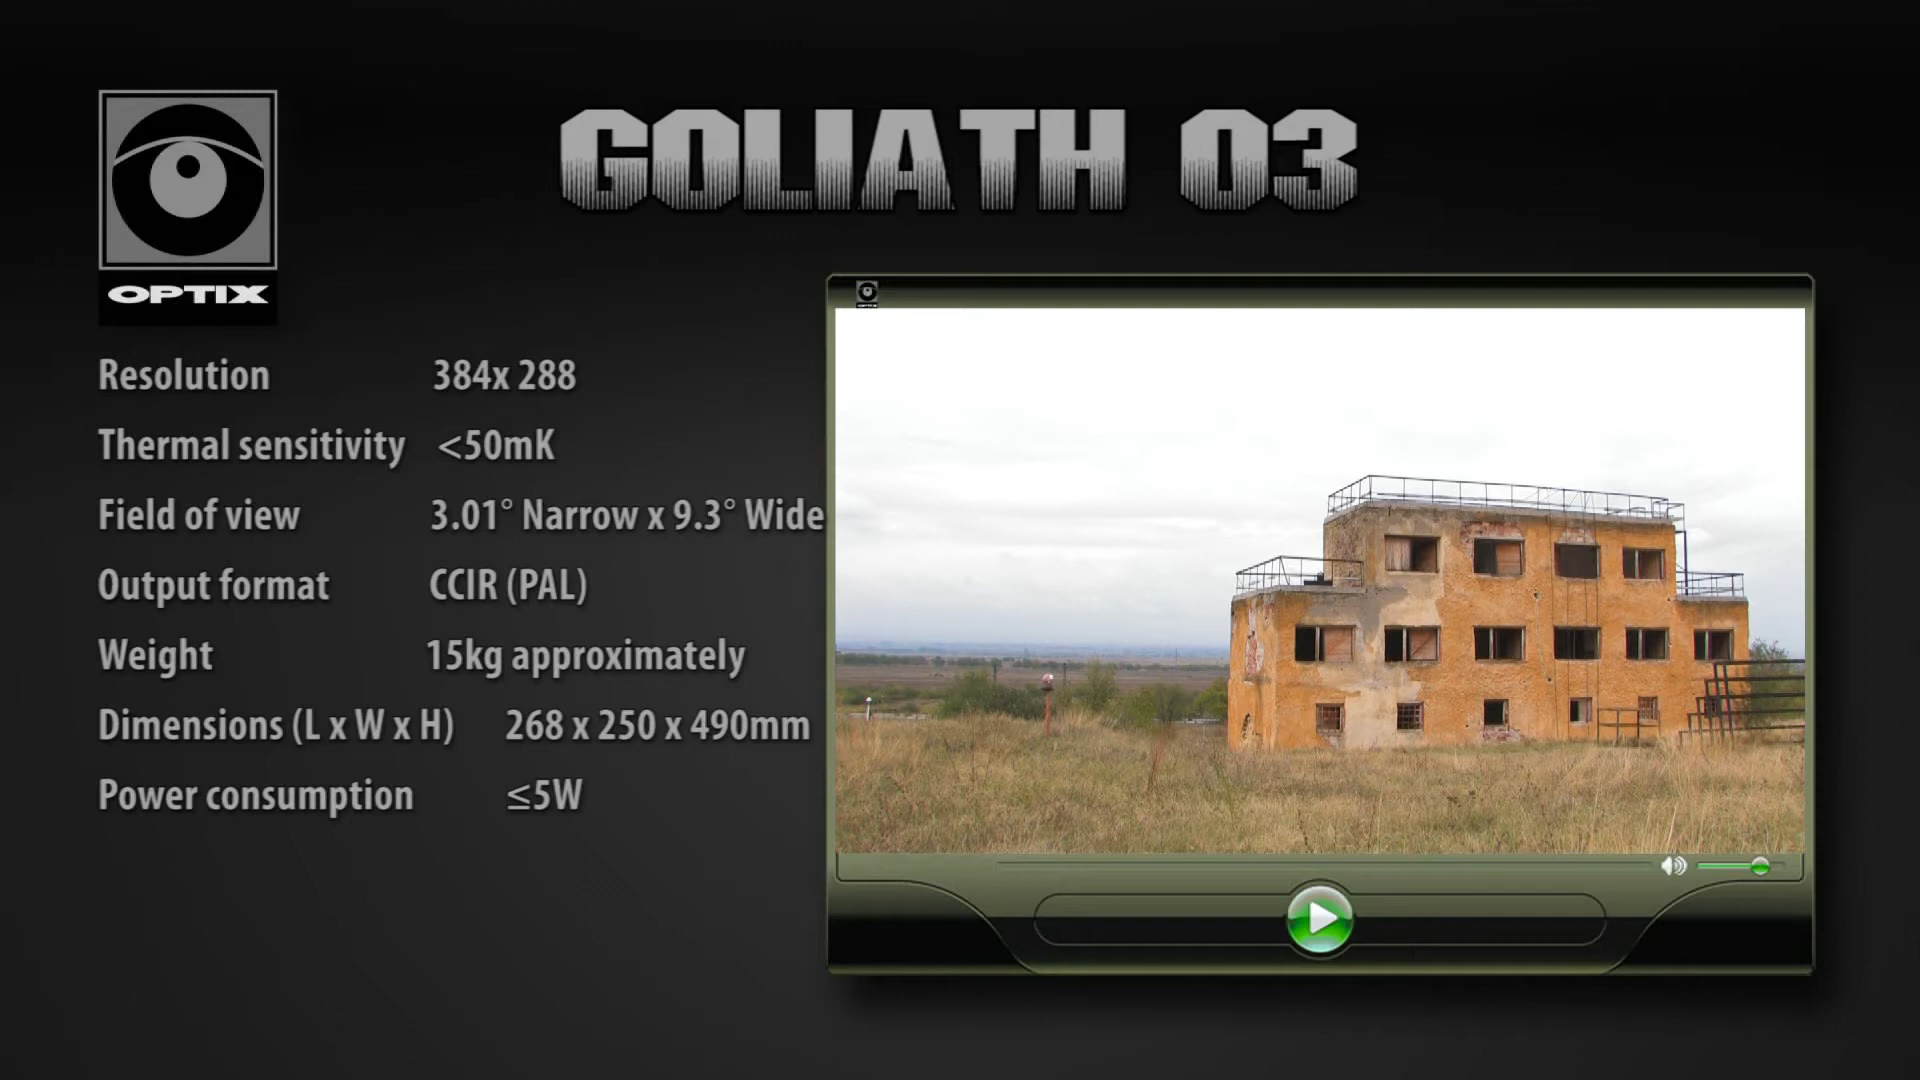 GOLIATH 03
OPTIX
Resolution 384x 288
Thermal sensitivity <50mK
Field of view 3.01° Narrow x 9.3° Wide
Output format CCIR (PAL)
Weight 15kg approximately
Dimensions (L x W x H) 268 x 250 x 490mm
Power consumption ≤5W
OPTIX